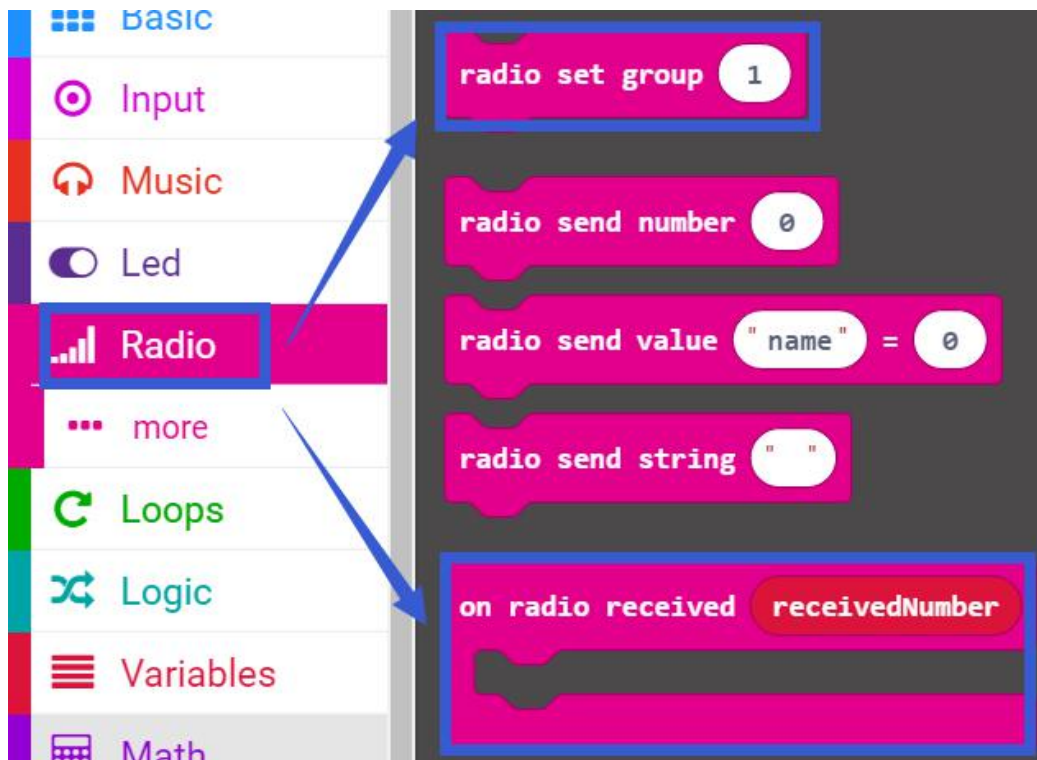 Basic
Input
Music
Led
Radio
more
Loops
Logic
Variables
Math
radio set group 1
radio send number 0
radio send value "name" = 0
radio send string " "
on radio received receivedNumber